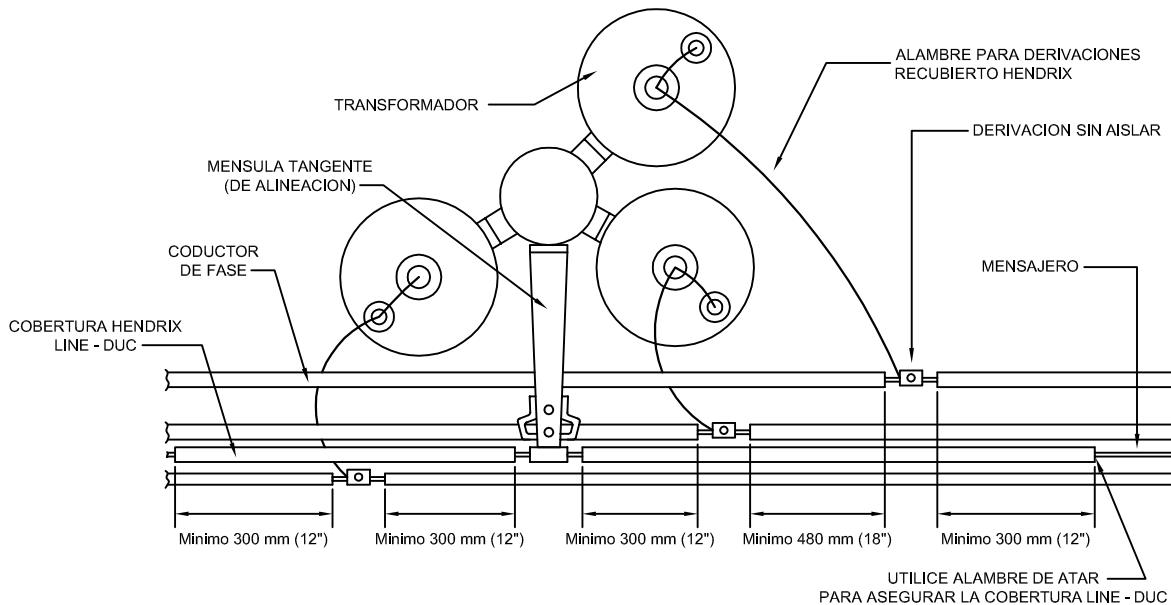 ALAMBRE PARA DERIVACIONES
RECUBIERTO HENDRIX
TRANSFORMADOR
DERIVACION SIN AISLAR
MENSULA TANGENTE
(DE ALINEACION)
CODUCTOR
DE FASE
MENSAJERO
COBERTURA HENDRIX
LINE - DUC
Minimo 300 mm (12")
Minimo 300 mm (12")
Minimo 300 mm (12")
Minimo 480 mm (18")
Minimo 300 mm (12")
UTILICE ALAMBRE DE ATAR
PARA ASEGURAR LA COBERTURA LINE - DUC